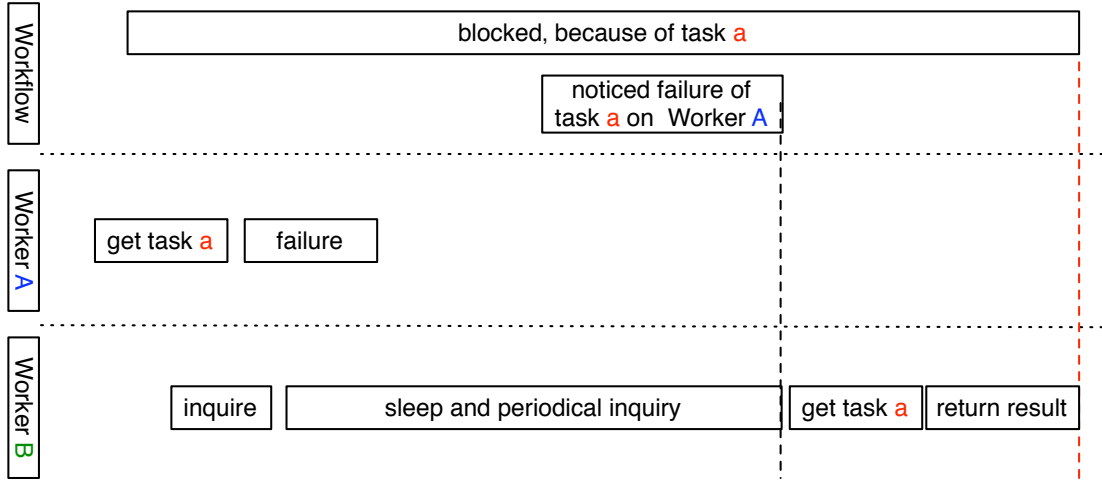 Workflow
blocked, because of task a
noticed failure of
task a on Worker A
Worker A
get task a
failure
Worker B
inquire
sleep and periodical inquiry
get task a
return result